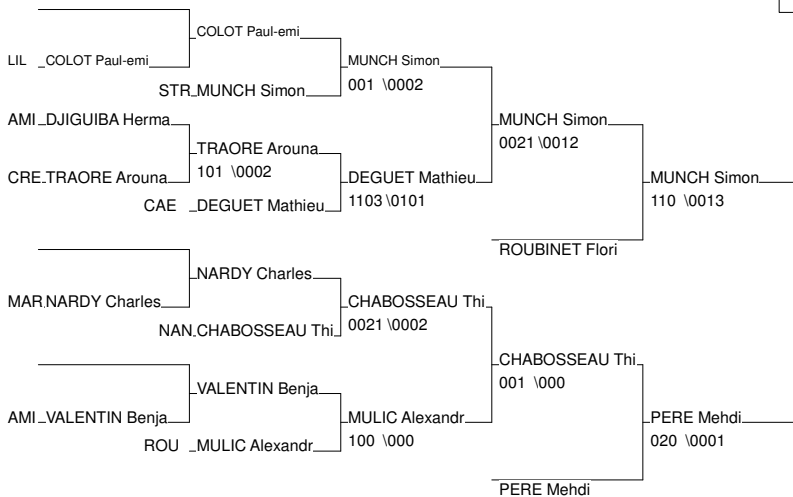 COLOT Paul-emi
LIL COLOT Paul-emi
MUNCH Simon
001 \0002
STR MUNCH Simon
AMI DJIGUIBA Herma
MUNCH Simon
0021 \0012
TRAORE Arouna
101 \0002
CRE TRAORE Arouna
DEGUET Mathieu
1103 \0101
MUNCH Simon
110 \0013
CAE DEGUET Mathieu
ROUBINET Flori
NARDY Charles
MAR NARDY Charles
CHABOSSEAU Thi
0021 \0002
NAN CHABOSSEAU Thi
CHABOSSEAU Thi
001 \000
VALENTIN Benja
AMI VALENTIN Benja
MULIC Alexandr
100 \000
PERE Mehdi
020 \0001
ROU MULIC Alexandr
PERE Mehdi